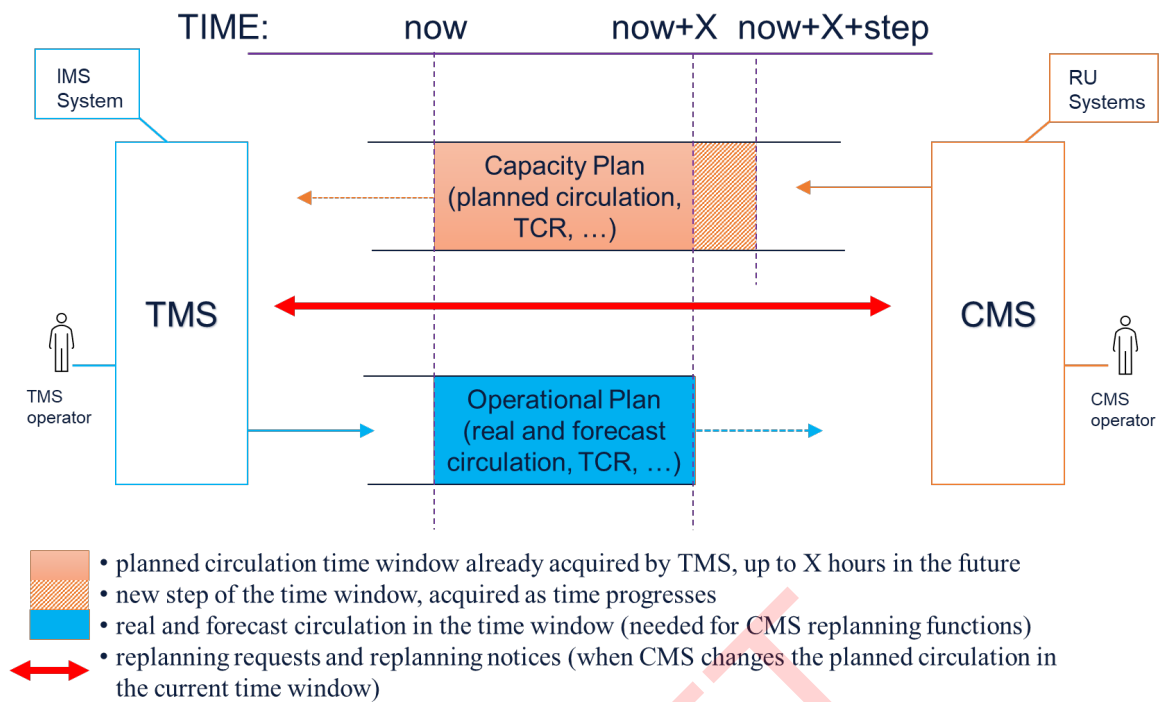 TIME: now now+X now+X+step
IMS
System
RU
Systems
Capacity Plan
(planned circulation,
TCR, …)
TMS
CMS
TMS
operator
CMS
operator
Operational Plan
(real and forecast
circulation, TCR, …)
• planned circulation time window already acquired by TMS, up to X hours in the future
• new step of the time window, acquired as time progresses
• real and forecast circulation in the time window (needed for CMS replanning functions)
• replanning requests and replanning notices (when CMS changes the planned circulation in
the current time window)